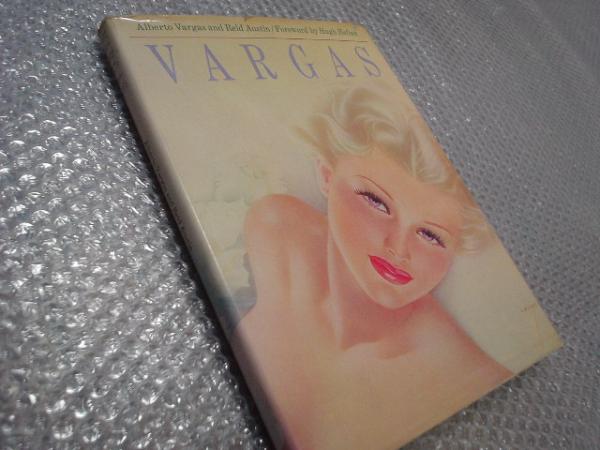 Alberto Vargas and Reid Austin/Foreword by Hugh Hefner
VARGAS